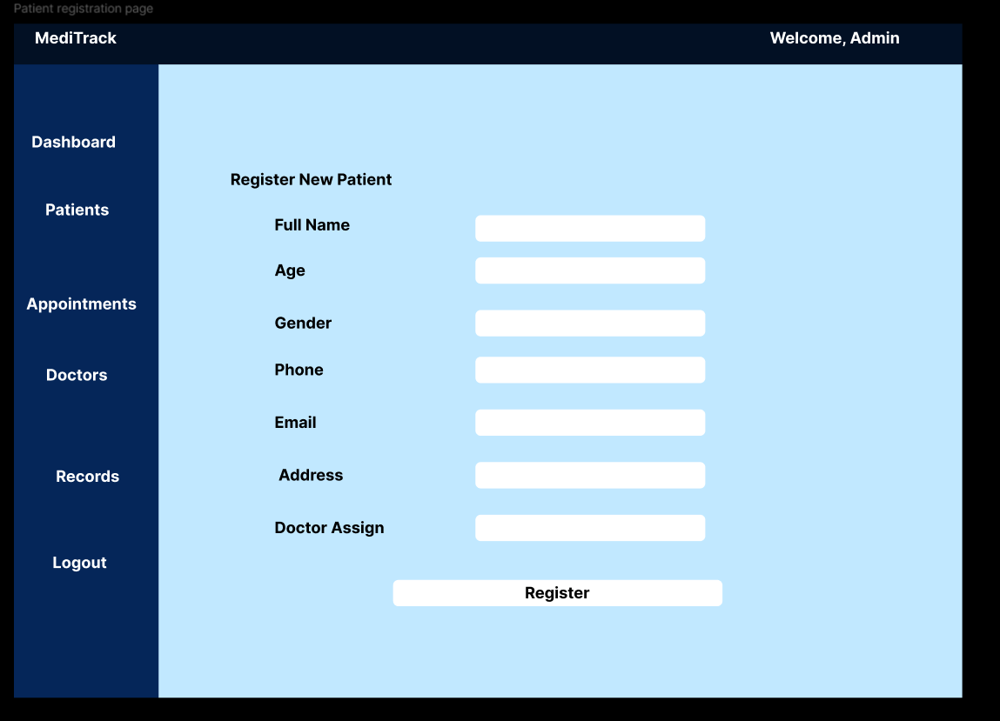 Patient registration page
MediTrack
Welcome, Admin
Dashboard
Patients
Appointments
Doctors
Records
Logout
Register New Patient
Full Name
Age
Gender
Phone
Email
Address
Doctor Assign
Register